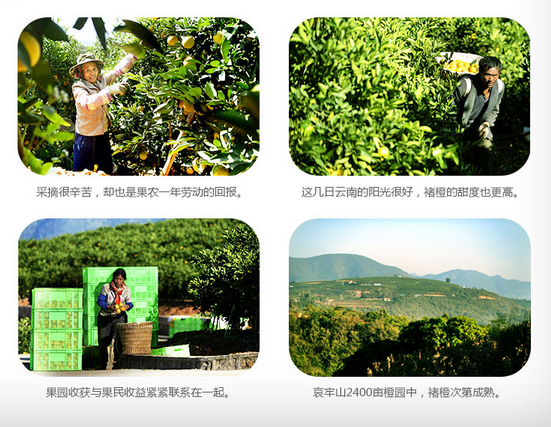 采摘很辛苦，却也是果农一年劳动的回报。
这几日云南的阳光很好，褚橙的甜度也更高。
果园收获与果民收益紧紧联系在一起。
哀牢山2400亩橙园中，褚橙次第成熟。